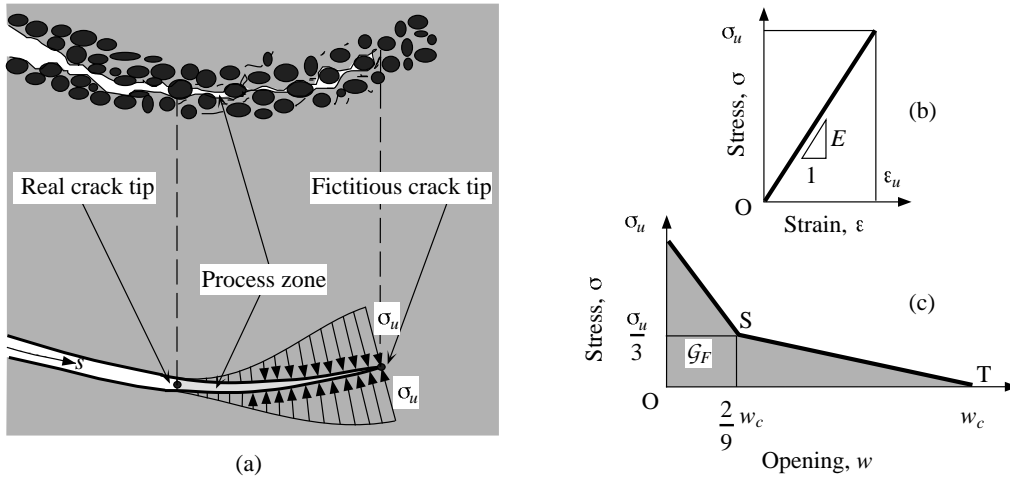 Real crack tip
Fictitious crack tip
Process zone
σu
σu
s
(a)
σu
Stress, σ
E
1
εu
O
Strain, ε
(b)
σu
Stress, σ
σu
3
S
𝒢F
(c)
T
O
2
9
wc
wc
Opening, w